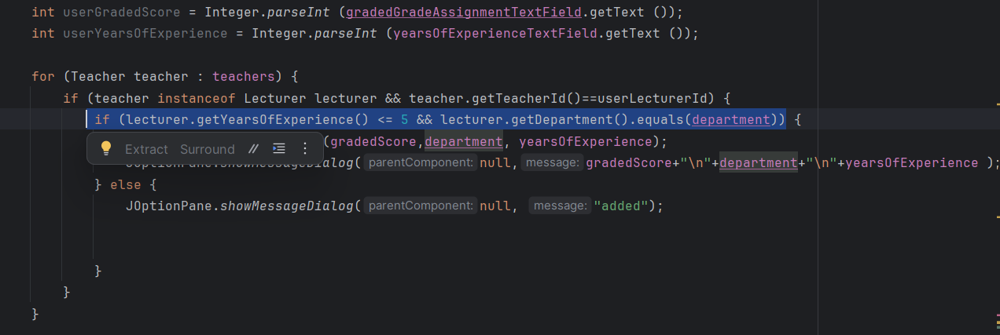 int userGradedScore = Integer.parseInt (gradedGradeAssignmentTextField.getText ());
int userYearsOfExperience = Integer.parseInt (yearsOfExperienceTextField.getText ());
for (Teacher teacher : teachers) {
if (teacher instanceof Lecturer lecturer && teacher.getTeacherId()==userLecturerId) {
if (lecturer.getYearsOfExperience() <= 5 && lecturer.getDepartment().equals(department)) {
Extract Surround (gradedScore,department, yearsOfExperience);
JOptionPane.showMessageDialog( parentComponent: null, message: gradedScore+"\n"+department+"\n"+yearsOfExperience );
} else {
JOptionPane.showMessageDialog( parentComponent: null, message: "added");
}
}
}